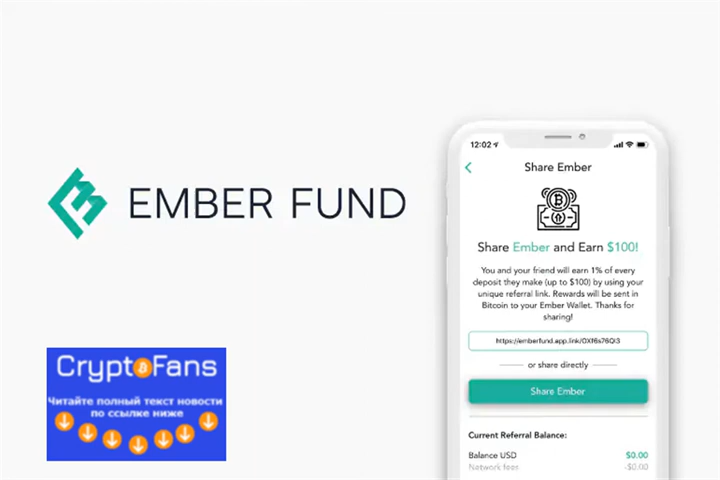 EMBER FUND
CryptoFans
Читайте полный текст новости
по ссылке ниже
12:02
Share Ember
Share Ember and Earn $100!
You and your friend will earn 1% of every
deposit they make (up to $100) by using your
unique referral link. Rewards will be sent in
Bitcoin to your Ember Wallet. Thanks for
sharing!
https://emberfund.app.link/OXf6s76QI3
or share directly
Share Ember
Current Referral Balance:
Balance USD $0.00
Network fees -$0.00